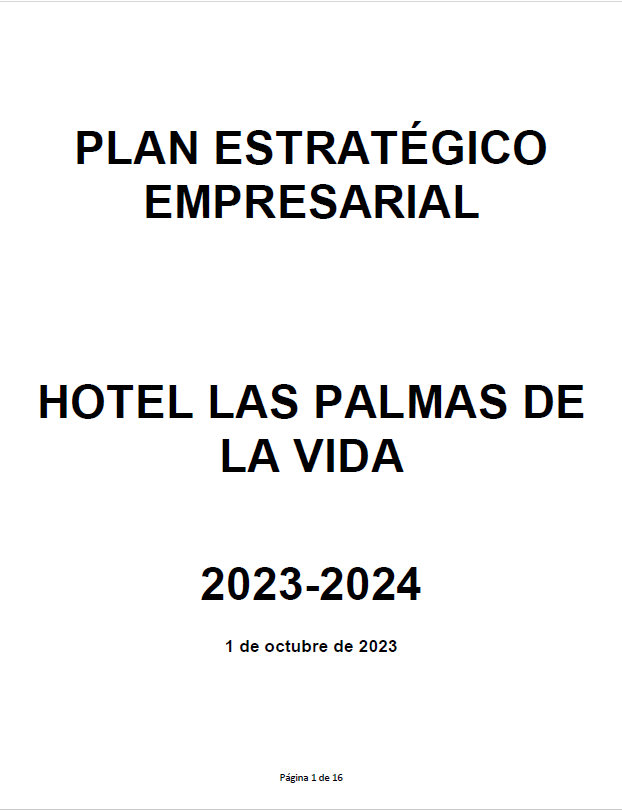 PLAN ESTRATÉGICO
EMPRESARIAL
HOTEL LAS PALMAS DE
LA VIDA
2023-2024
1 de octubre de 2023
Página 1 de 16